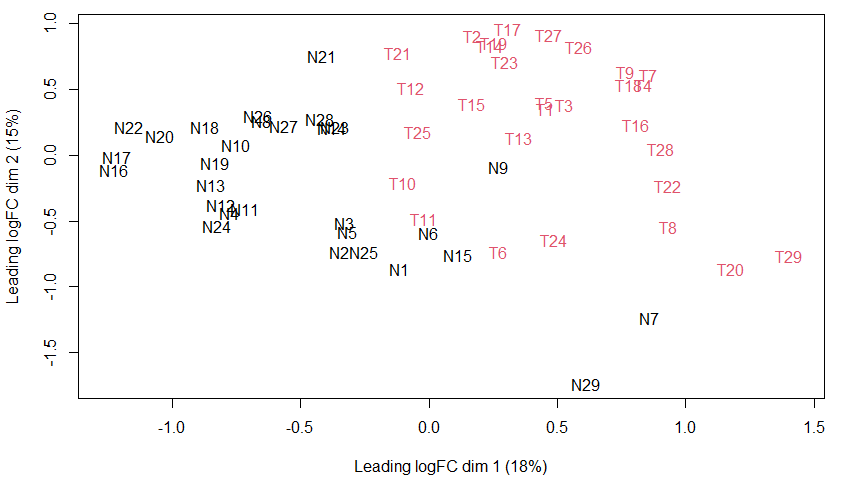 1.0
0.5
0.0
-0.5
-1.0
-1.5
Leading logFC dim 2 (15%)
T17
T2
T27
T19
T14
T26
T21
N21
T23
T9
T7
T12
T18
T4
T15
T5
T3
T1
N26
N28
N8
N22
N18
N27
N23
T16
N20
T25
T13
N10
T28
N17
N19
N9
N16
N13
T10
T22
N12
N11
N4
N3
T11
N24
T8
N5
N6
T24
N2
N25
T6
N15
T29
N1
T20
N7
N29
-1.0
-0.5
0.0
0.5
1.0
1.5
Leading logFC dim 1 (18%)